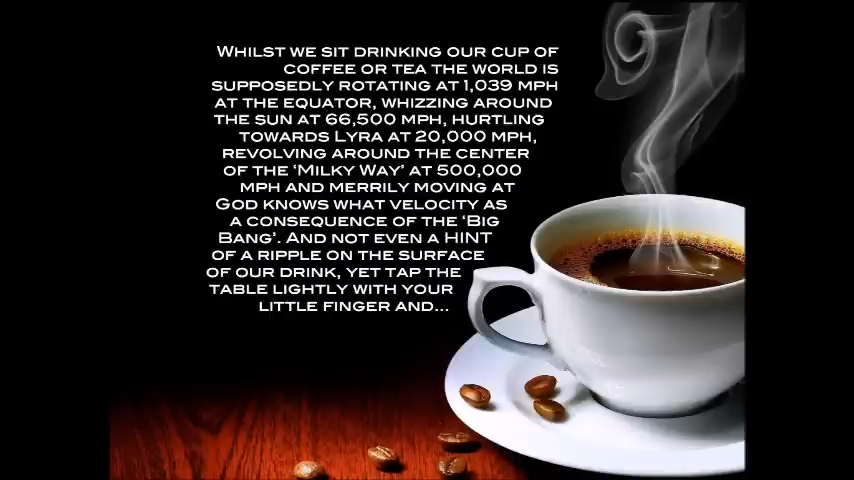 Whilst we sit drinking our cup of
coffee or tea the world is
supposedly rotating at 1,039 mph
at the equator, whizzing around
the sun at 66,500 mph, hurtling
towards Lyra at 20,000 mph,
revolving around the center
of the ‘Milky Way’ at 500,000
mph and merrily moving at
God knows what velocity as
a consequence of the ‘Big
Bang’. And not even a HINT
of a ripple on the surface
of our drink, yet tap the
table lightly with your
little finger and...